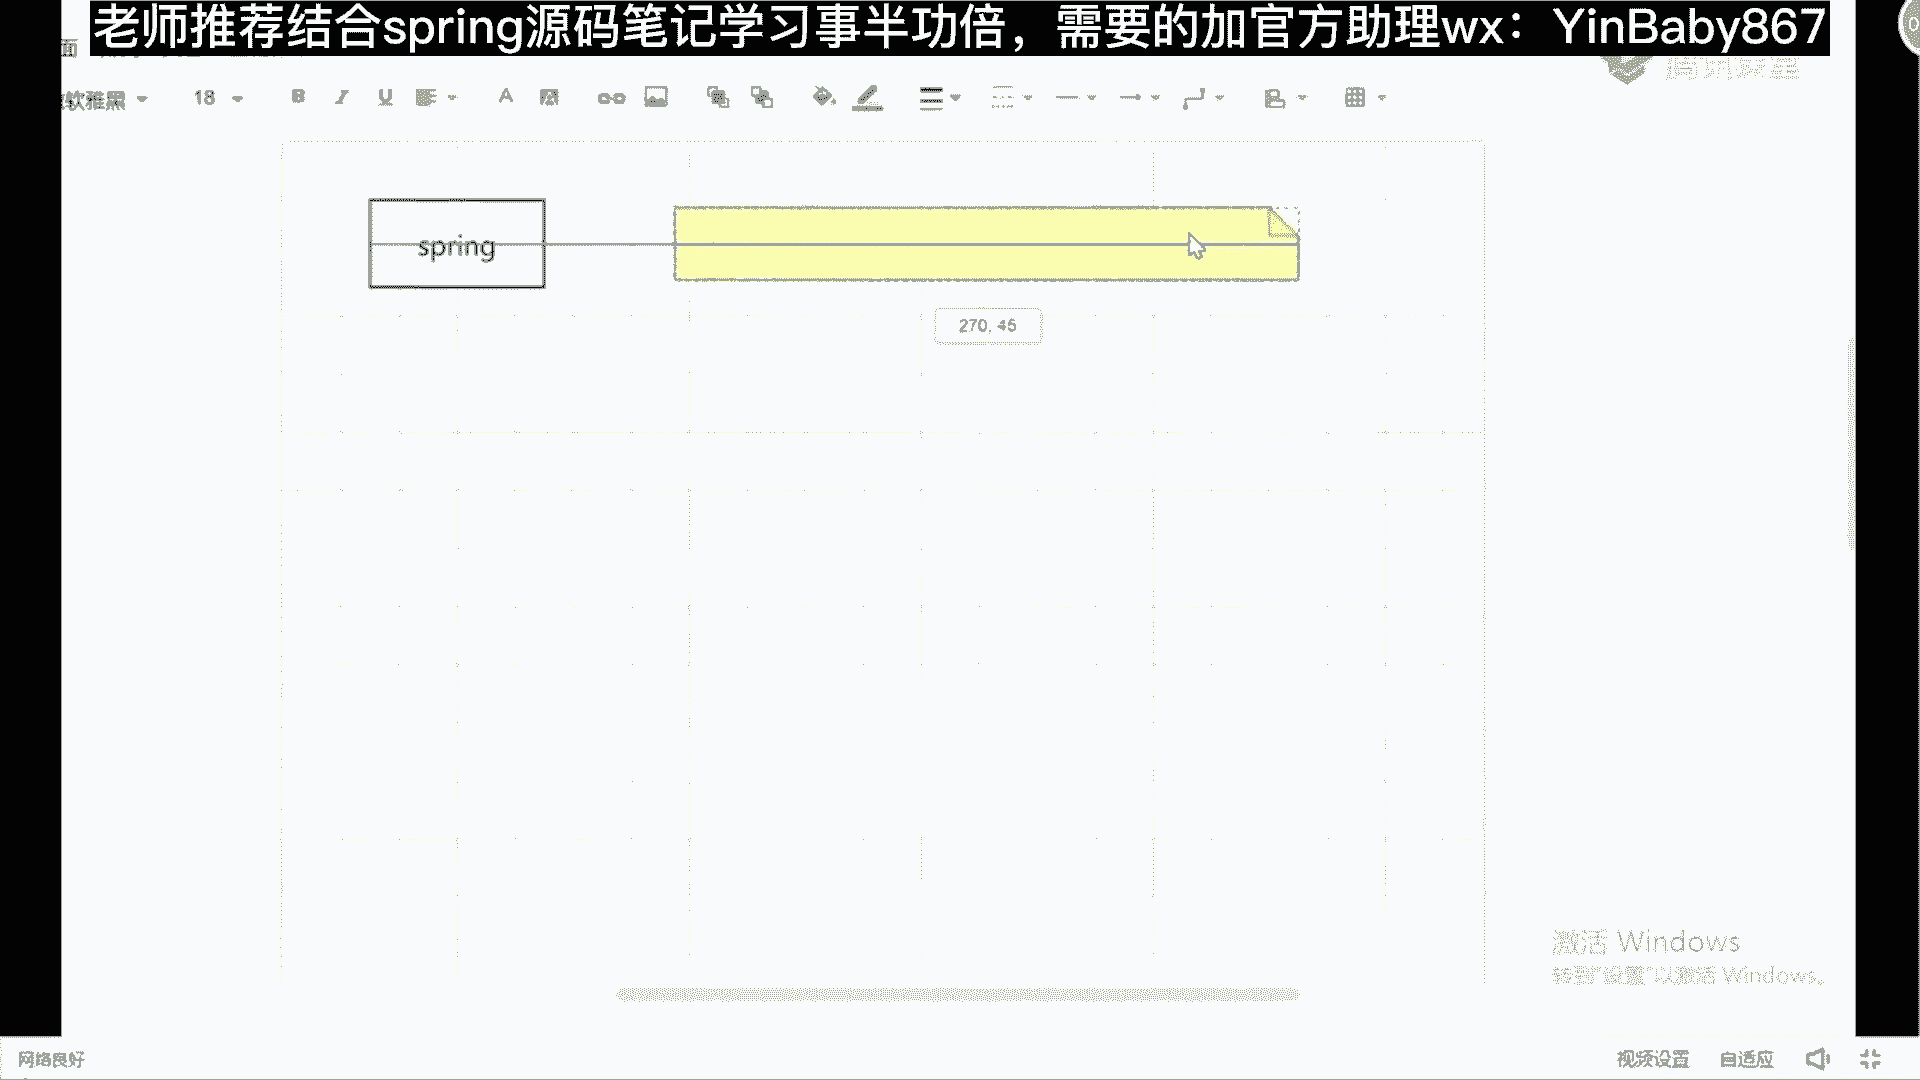 老师推荐结合spring源码笔记学习事半功倍，需要的加官方助理wx：YinBaby867
面
腾讯课堂
软雅黑
18
B I U
A
spring
270, 45
激活 Windows
转到"设置"以激活 Windows。
网络良好
视频设置 自适应